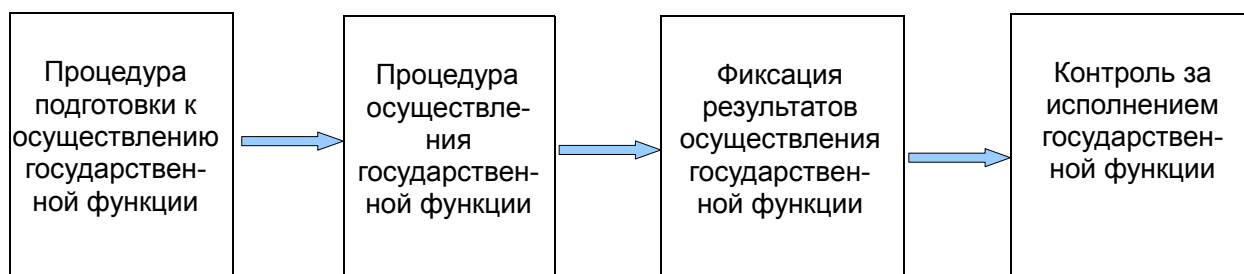 Процедура
подготовки к
осуществлению
государствен-
ной функции
Процедура
осуществле-
ния
государствен-
ной функции
Фиксация
результатов
осуществления
государствен-
ной функции
Контроль за
исполнением
государствен-
ной функции